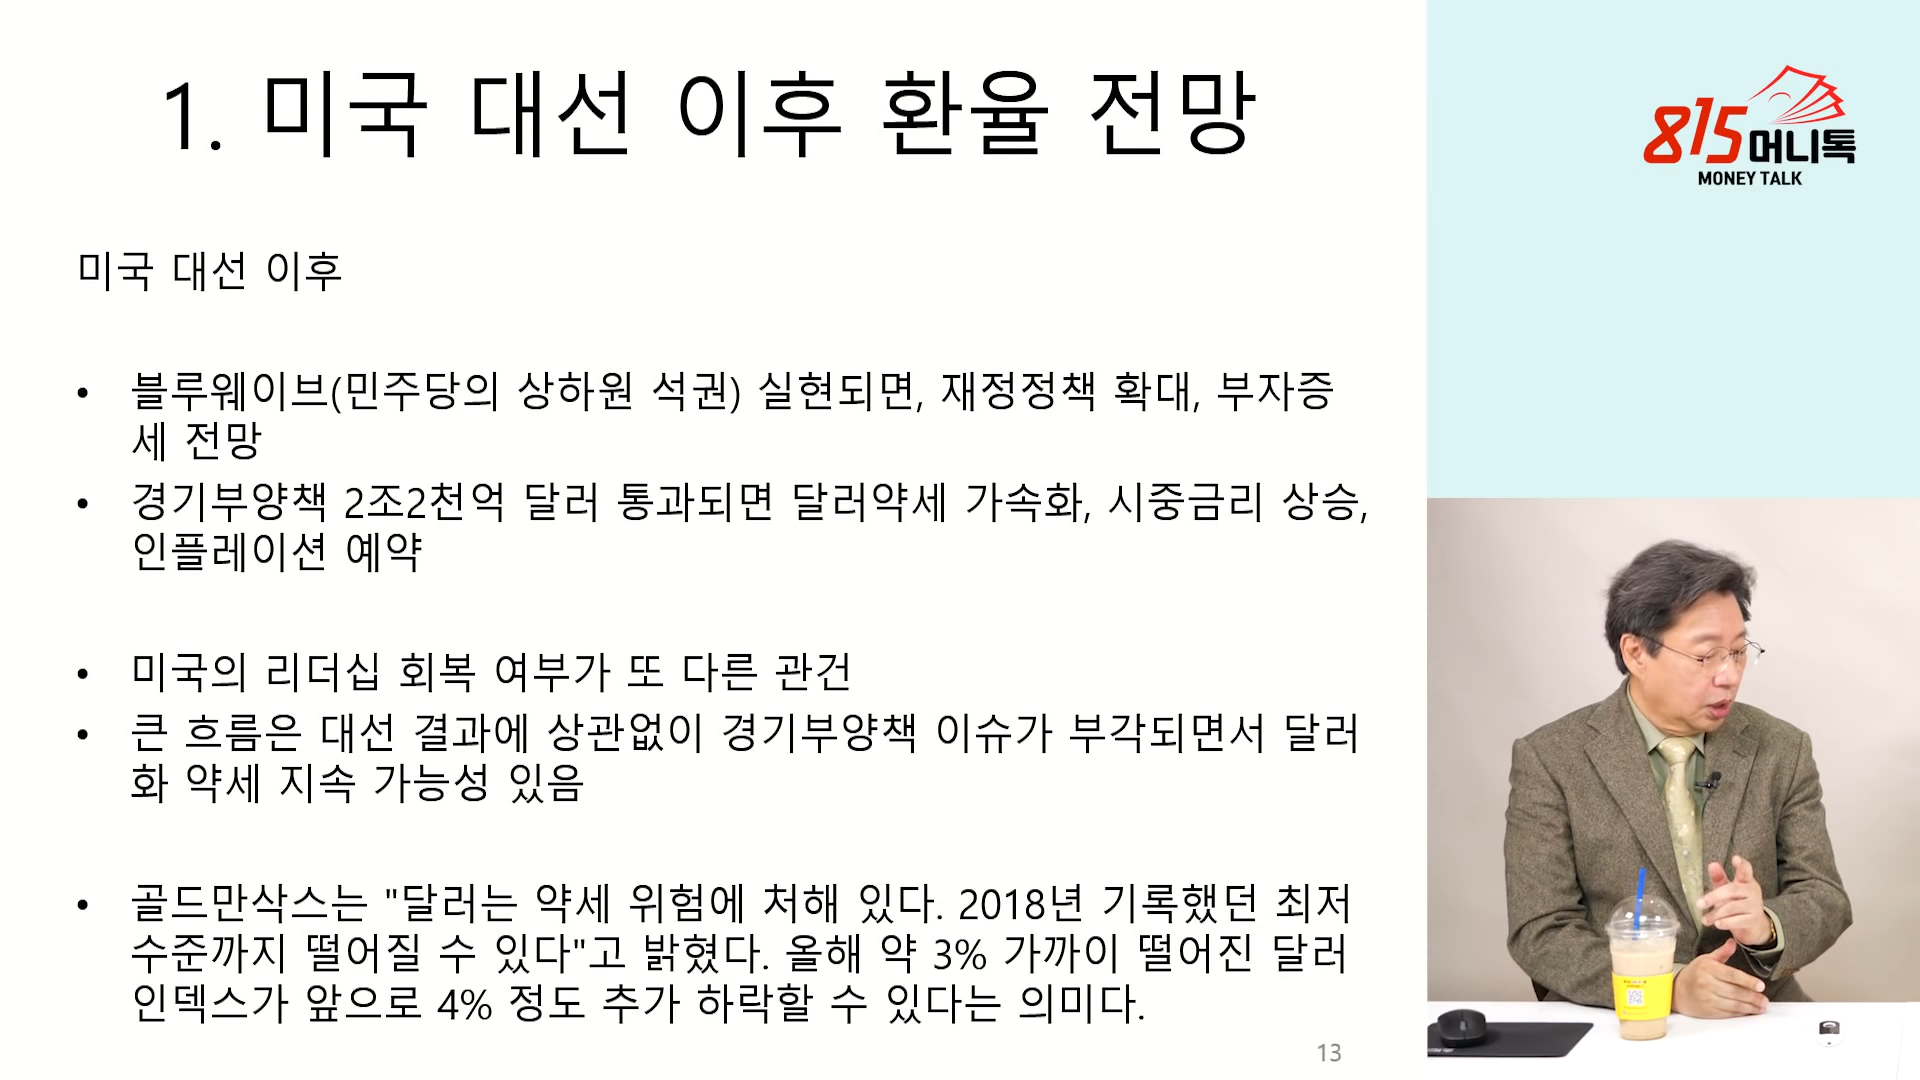 1. 미국 대선 이후 환율 전망
815머니톡
MONEY TALK
미국 대선 이후
• 블루웨이브(민주당의 상하원 석권) 실현되면, 재정정책 확대, 부자증
세 전망
• 경기부양책 2조2천억 달러 통과되면 달러약세 가속화, 시중금리 상승,
인플레이션 예약
• 미국의 리더십 회복 여부가 또 다른 관건
• 큰 흐름은 대선 결과에 상관없이 경기부양책 이슈가 부각되면서 달러
화 약세 지속 가능성 있음
• 골드만삭스는 "달러는 약세 위험에 처해 있다. 2018년 기록했던 최저
수준까지 떨어질 수 있다"고 밝혔다. 올해 약 3% 가까이 떨어진 달러
인덱스가 앞으로 4% 정도 추가 하락할 수 있다는 의미다.
13